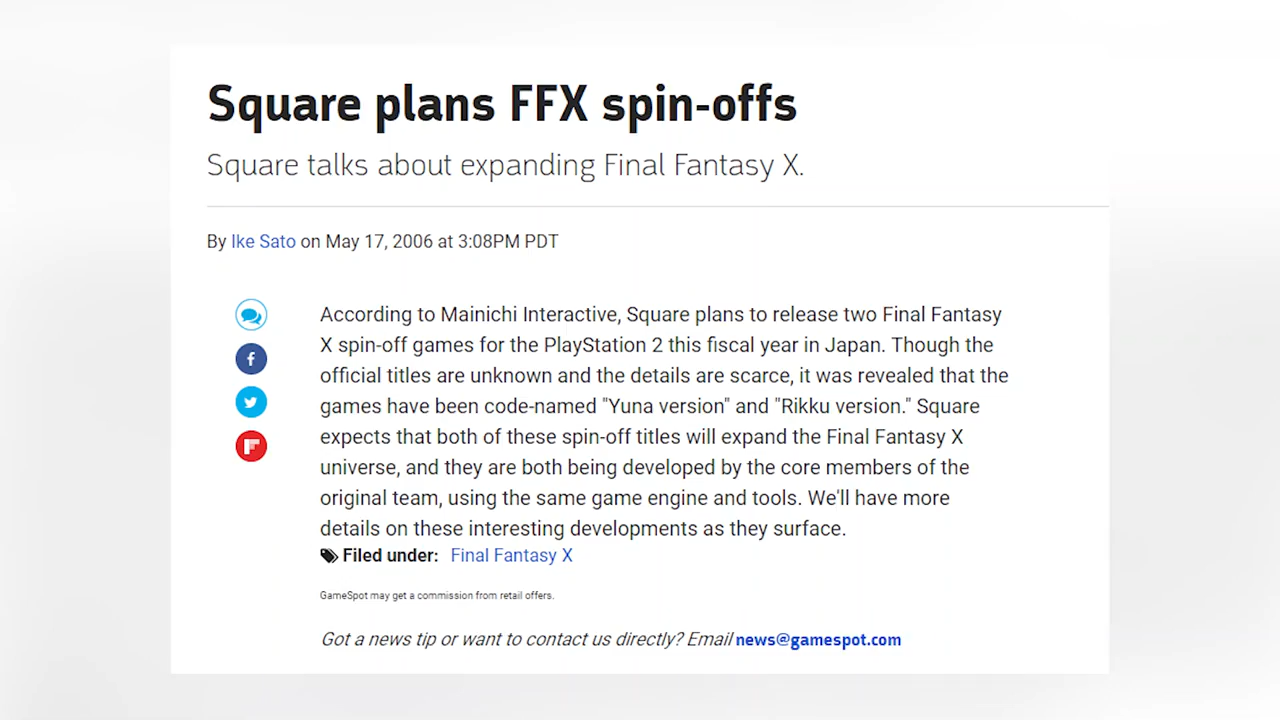 Square plans FFX spin-offs
Square talks about expanding Final Fantasy X.
By Ike Sato on May 17, 2006 at 3:08PM PDT
According to Mainichi Interactive, Square plans to release two Final Fantasy
X spin-off games for the PlayStation 2 this fiscal year in Japan. Though the
official titles are unknown and the details are scarce, it was revealed that the
games have been code-named "Yuna version" and "Rikku version." Square
expects that both of these spin-off titles will expand the Final Fantasy X
universe, and they are both being developed by the core members of the
original team, using the same game engine and tools. We'll have more
details on these interesting developments as they surface.
Filed under: Final Fantasy X
GameSpot may get a commission from retail offers.
Got a news tip or want to contact us directly? Email news@gamespot.com